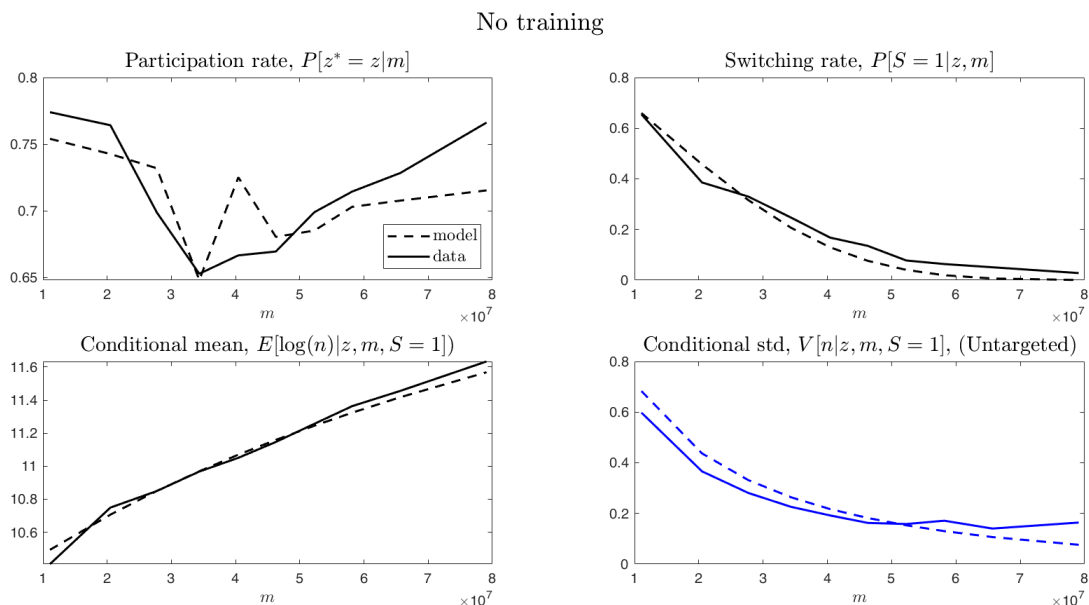 No training
Participation rate, $P[z^* = z|m]$
0.8
0.75
0.7
0.65
model
data
1 2 3 4 5 6 7 8
m
×10^7
Switching rate, $P[S = 1|z, m]$
0.8
0.6
0.4
0.2
0
1 2 3 4 5 6 7 8
m
×10^7
Conditional mean, $E[\log(n)|z, m, S = 1])$
11.6
11.4
11.2
11
10.8
10.6
1 2 3 4 5 6 7 8
m
×10^7
Conditional std, $V[n|z, m, S = 1]$, (Untargeted)
0.8
0.6
0.4
0.2
0
1 2 3 4 5 6 7 8
m
×10^7